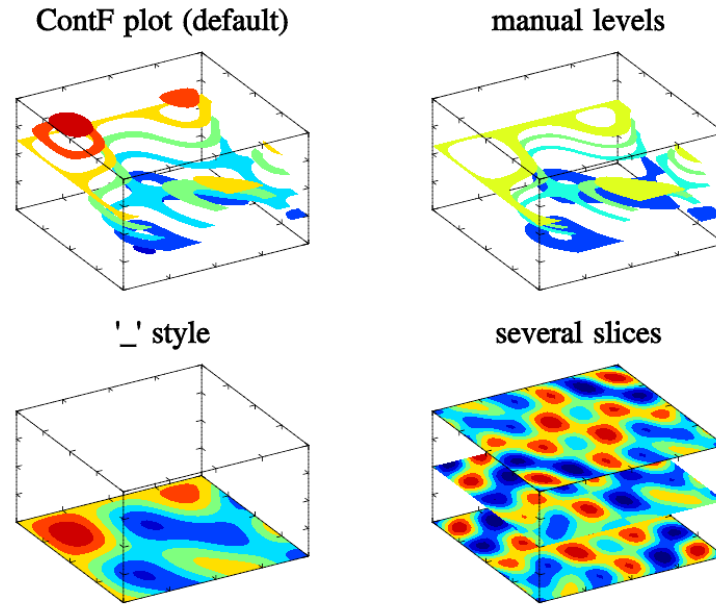 ContF plot (default)
manual levels
'_' style
several slices